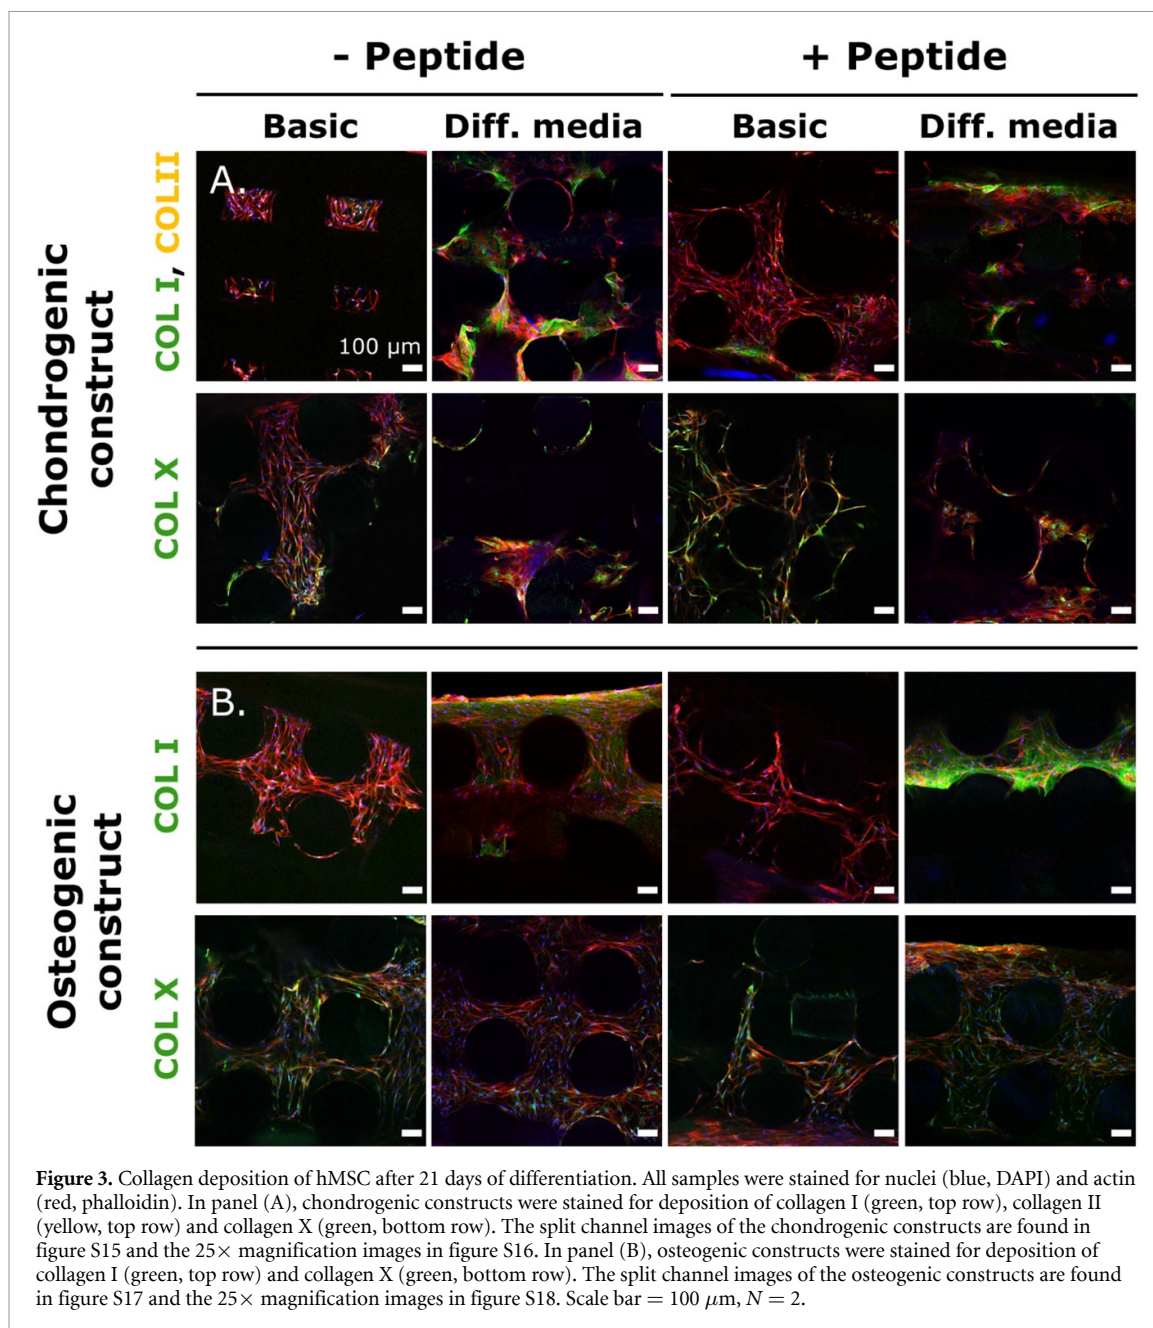 - Peptide + Peptide
Basic Diff. media Basic Diff. media
Chondrogenic
construct
COL I, COLII
A.
100 μm
COL X
Osteogenic
construct
COL I
B.
COL X
Figure 3. Collagen deposition of hMSC after 21 days of differentiation. All samples were stained for nuclei (blue, DAPI) and actin
(red, phalloidin). In panel (A), chondrogenic constructs were stained for deposition of collagen I (green, top row), collagen II
(yellow, top row) and collagen X (green, bottom row). The split channel images of the chondrogenic constructs are found in
figure S15 and the 25× magnification images in figure S16. In panel (B), osteogenic constructs were stained for deposition of
collagen I (green, top row) and collagen X (green, bottom row). The split channel images of the osteogenic constructs are found
in figure S17 and the 25× magnification images in figure S18. Scale bar = 100 μm, N = 2.